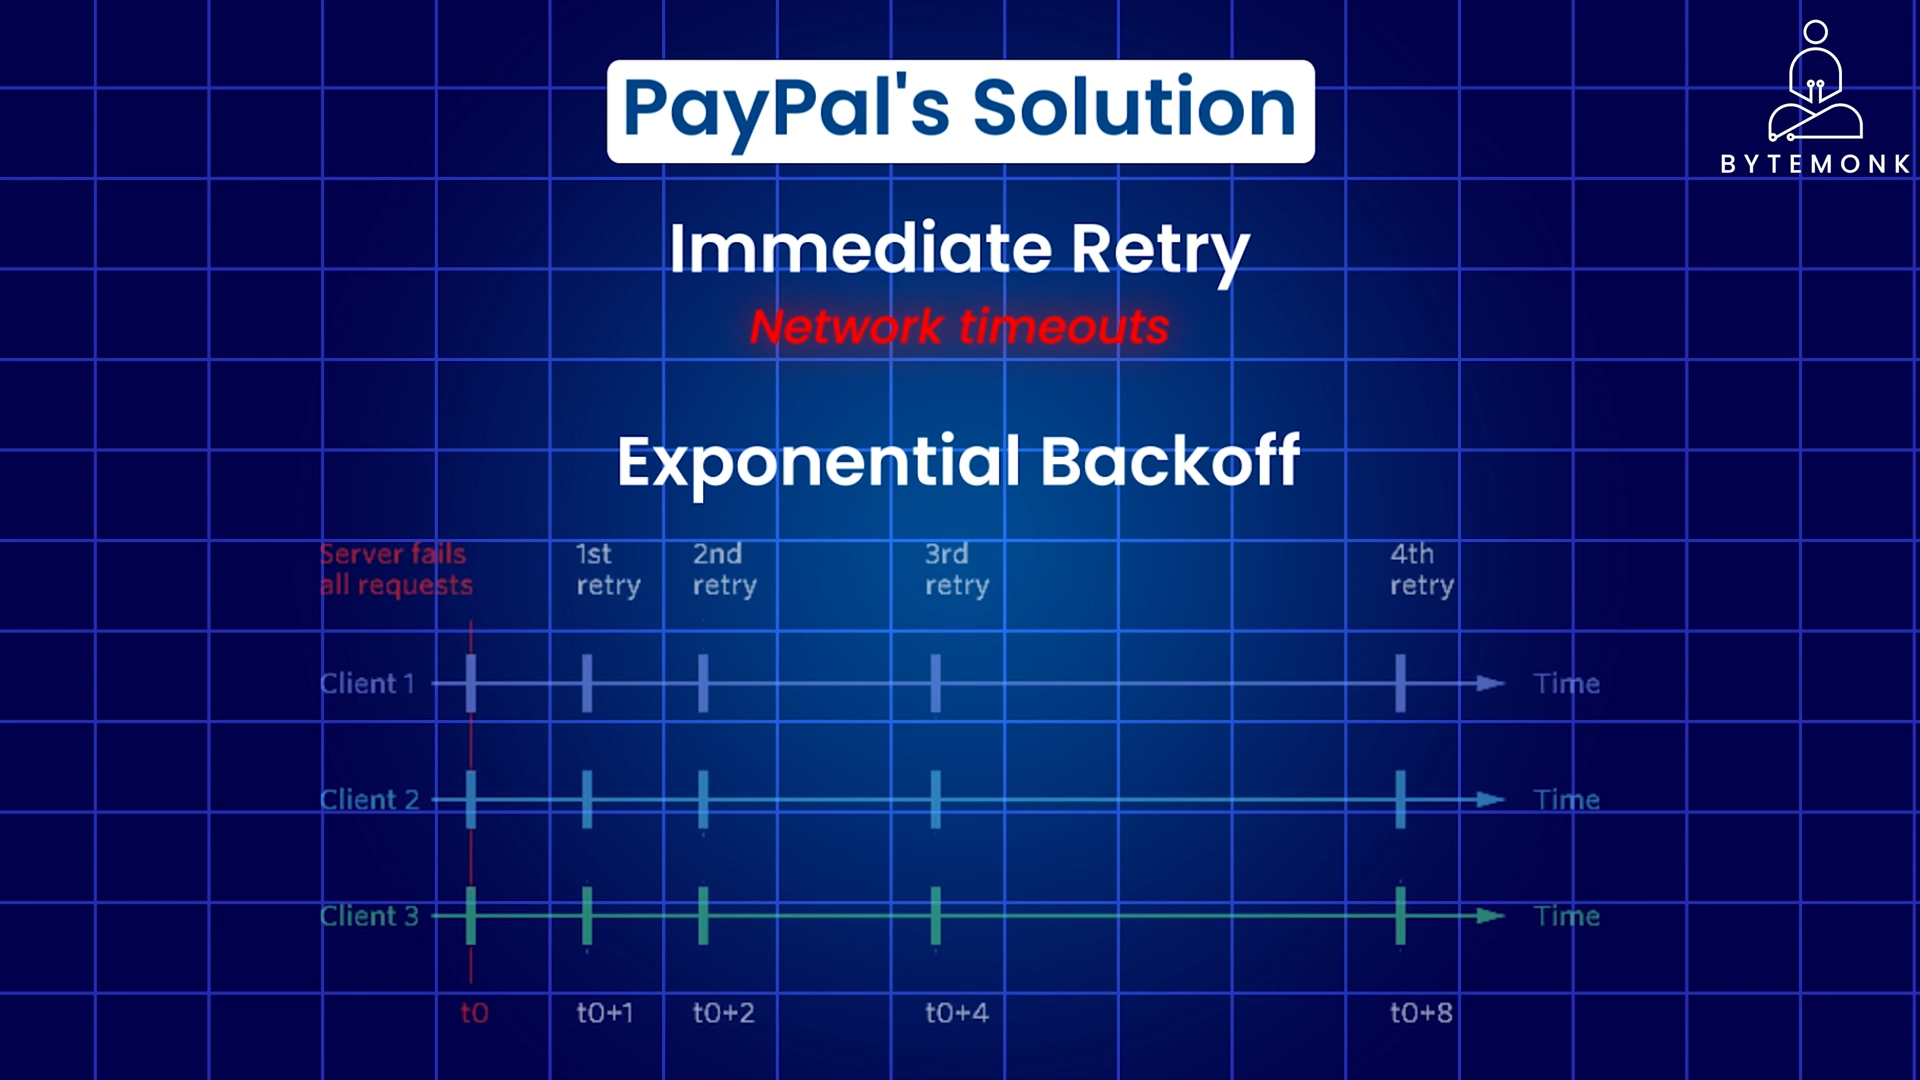 PayPal's Solution
BYTEMONK
Immediate Retry
Network timeouts
Exponential Backoff
Server fails
all requests
1st
retry
2nd
retry
3rd
retry
4th
retry
Client 1
Time
Client 2
Time
Client 3
Time
t0
t0+1
t0+2
t0+4
t0+8